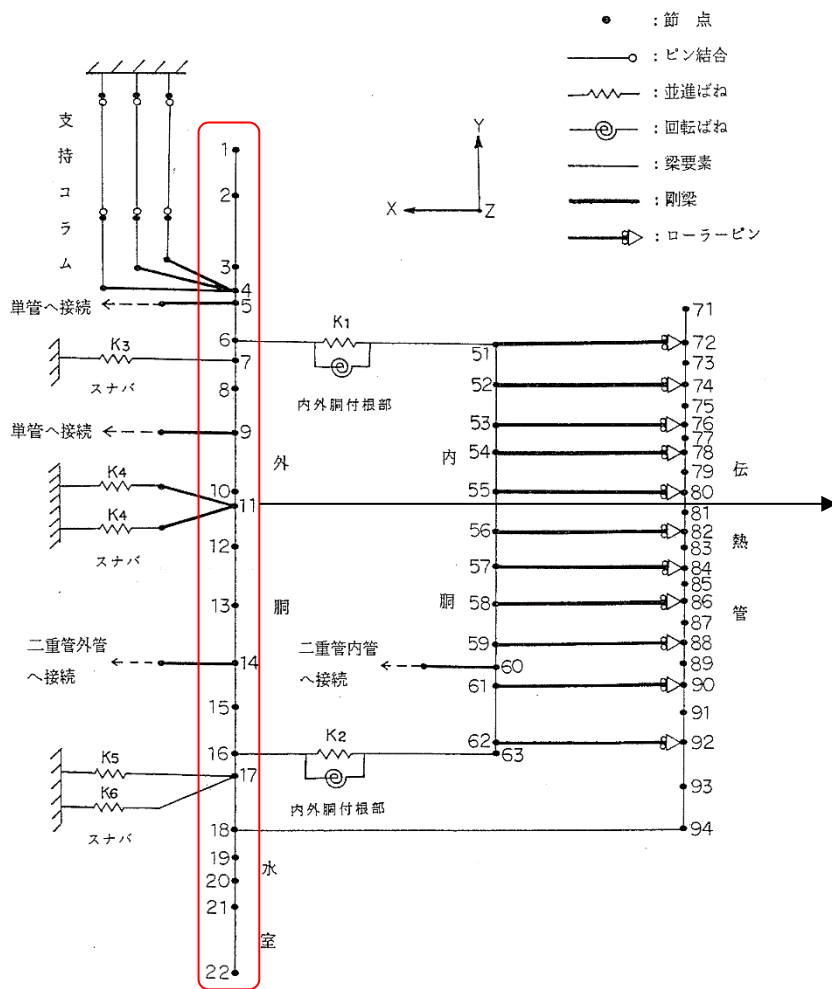 ：節　点
：ピン結合
：並進ばね
：回転ばね
：梁要素
：剛梁
：ローラーピン
支持コラム
Y
X
Z
1
2
3
4
5
単管へ接続
6
K1
内外胴付根部
K3
スナバ
7
8
単管へ接続
9
外胴
K4
K4
スナバ
10
11
12
13
二重管外管
へ接続
14
15
16
K2
内外胴付根部
K5
K6
スナバ
17
18
19
20
21
22
水室
内胴
51
52
53
54
55
56
57
58
59
二重管内管
へ接続
60
61
62
63
伝熱管
71
72
73
74
75
76
77
78
79
80
81
82
83
84
85
86
87
88
89
90
91
92
93
94